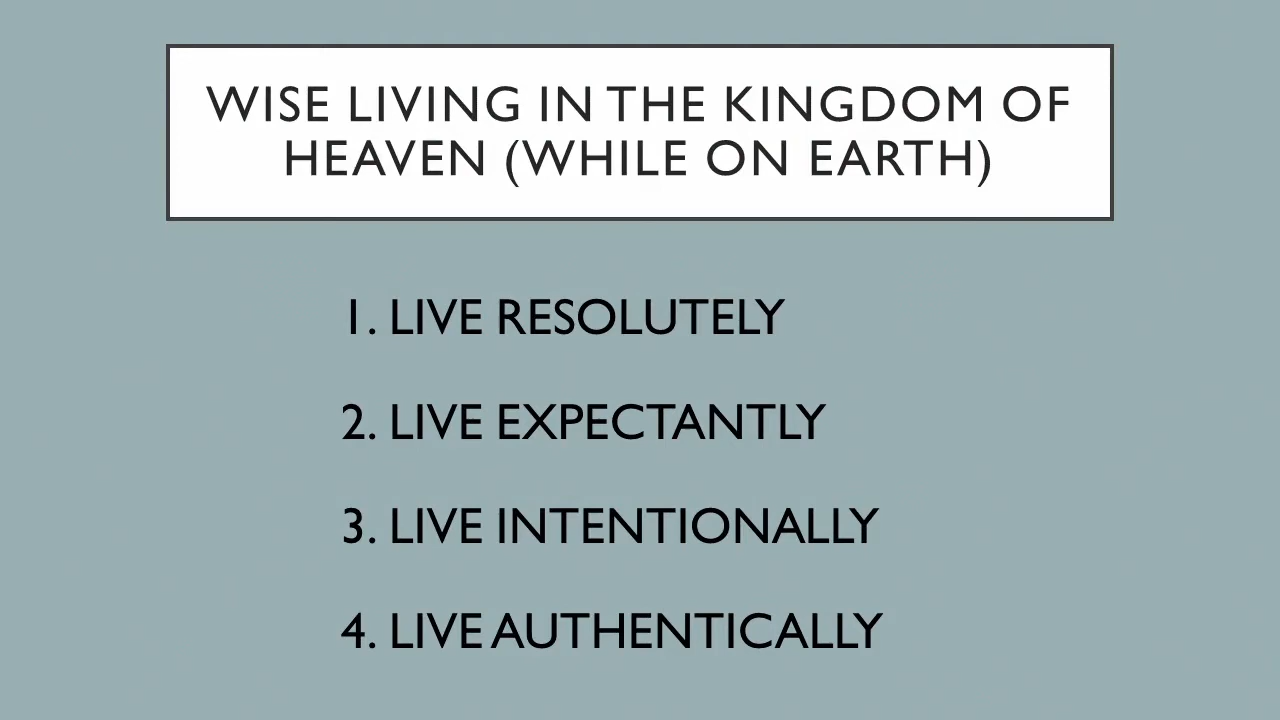 WISE LIVING IN THE KINGDOM OF
HEAVEN (WHILE ON EARTH)
1. LIVE RESOLUTELY
2. LIVE EXPECTANTLY
3. LIVE INTENTIONALLY
4. LIVE AUTHENTICALLY